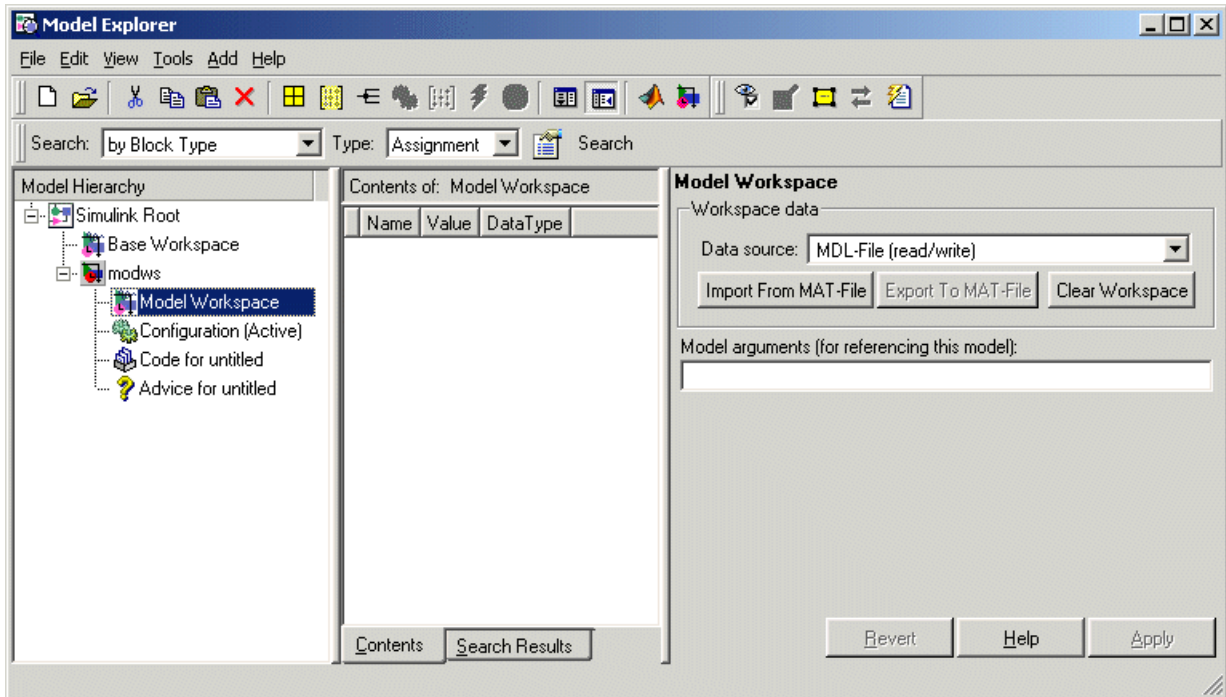 Model Explorer
File Edit View Tools Add Help
Search: by Block Type Type: Assignment Search
Model Hierarchy
Simulink Root
Base Workspace
modws
Model Workspace
Configuration (Active)
Code for untitled
Advice for untitled
Contents of: Model Workspace
Name Value DataType
Contents Search Results
Model Workspace
Workspace data
Data source: MDL-File (read/write)
Import From MAT-File Export To MAT-File Clear Workspace
Model arguments (for referencing this model):
Revert Help Apply